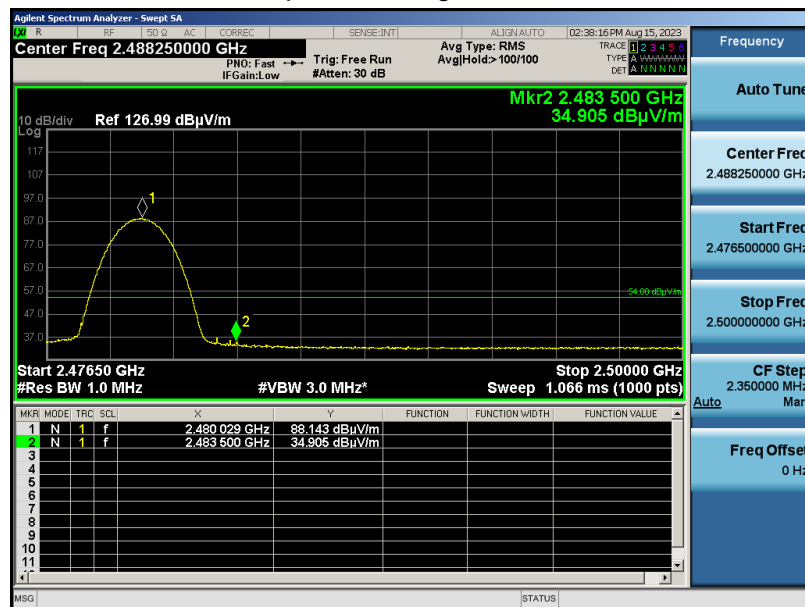 Agilent Spectrum Analyzer - Swept SA
LXI R RF 50 Ω AC CORREC SENSE:INT ALIGN AUTO 02:38:16 PM Aug 15, 2023
Center Freq 2.488250000 GHz
PNO: Fast
IFGain:Low
Trig: Free Run
#Atten: 30 dB
Avg Type: RMS
Avg|Hold:>100/100
TRACE 1 2 3 4 5 6
TYPE A WWWWW
DET A N N N N N
Mkr2 2.483 500 GHz
34.905 dBµV/m
10 dB/div Ref 126.99 dBµV/m
Log
117
107
97.0
87.0
77.0
67.0
57.0
47.0
37.0
1
2
54.00 dBµV/m
Start 2.47650 GHz Stop 2.50000 GHz
#Res BW 1.0 MHz #VBW 3.0 MHz* Sweep 1.066 ms (1000 pts)
MKR MODE TRC SCL X Y FUNCTION FUNCTION WIDTH FUNCTION VALUE
1 N 1 f 2.480 029 GHz 88.143 dBµV/m
2 N 1 f 2.483 500 GHz 34.905 dBµV/m
3
4
5
6
7
8
9
10
11
MSG STATUS
Frequency
Auto Tune
Center Freq
2.488250000 GHz
Start Freq
2.476500000 GHz
Stop Freq
2.500000000 GHz
CF Step
2.350000 MHz
Auto Man
Freq Offset
0 Hz